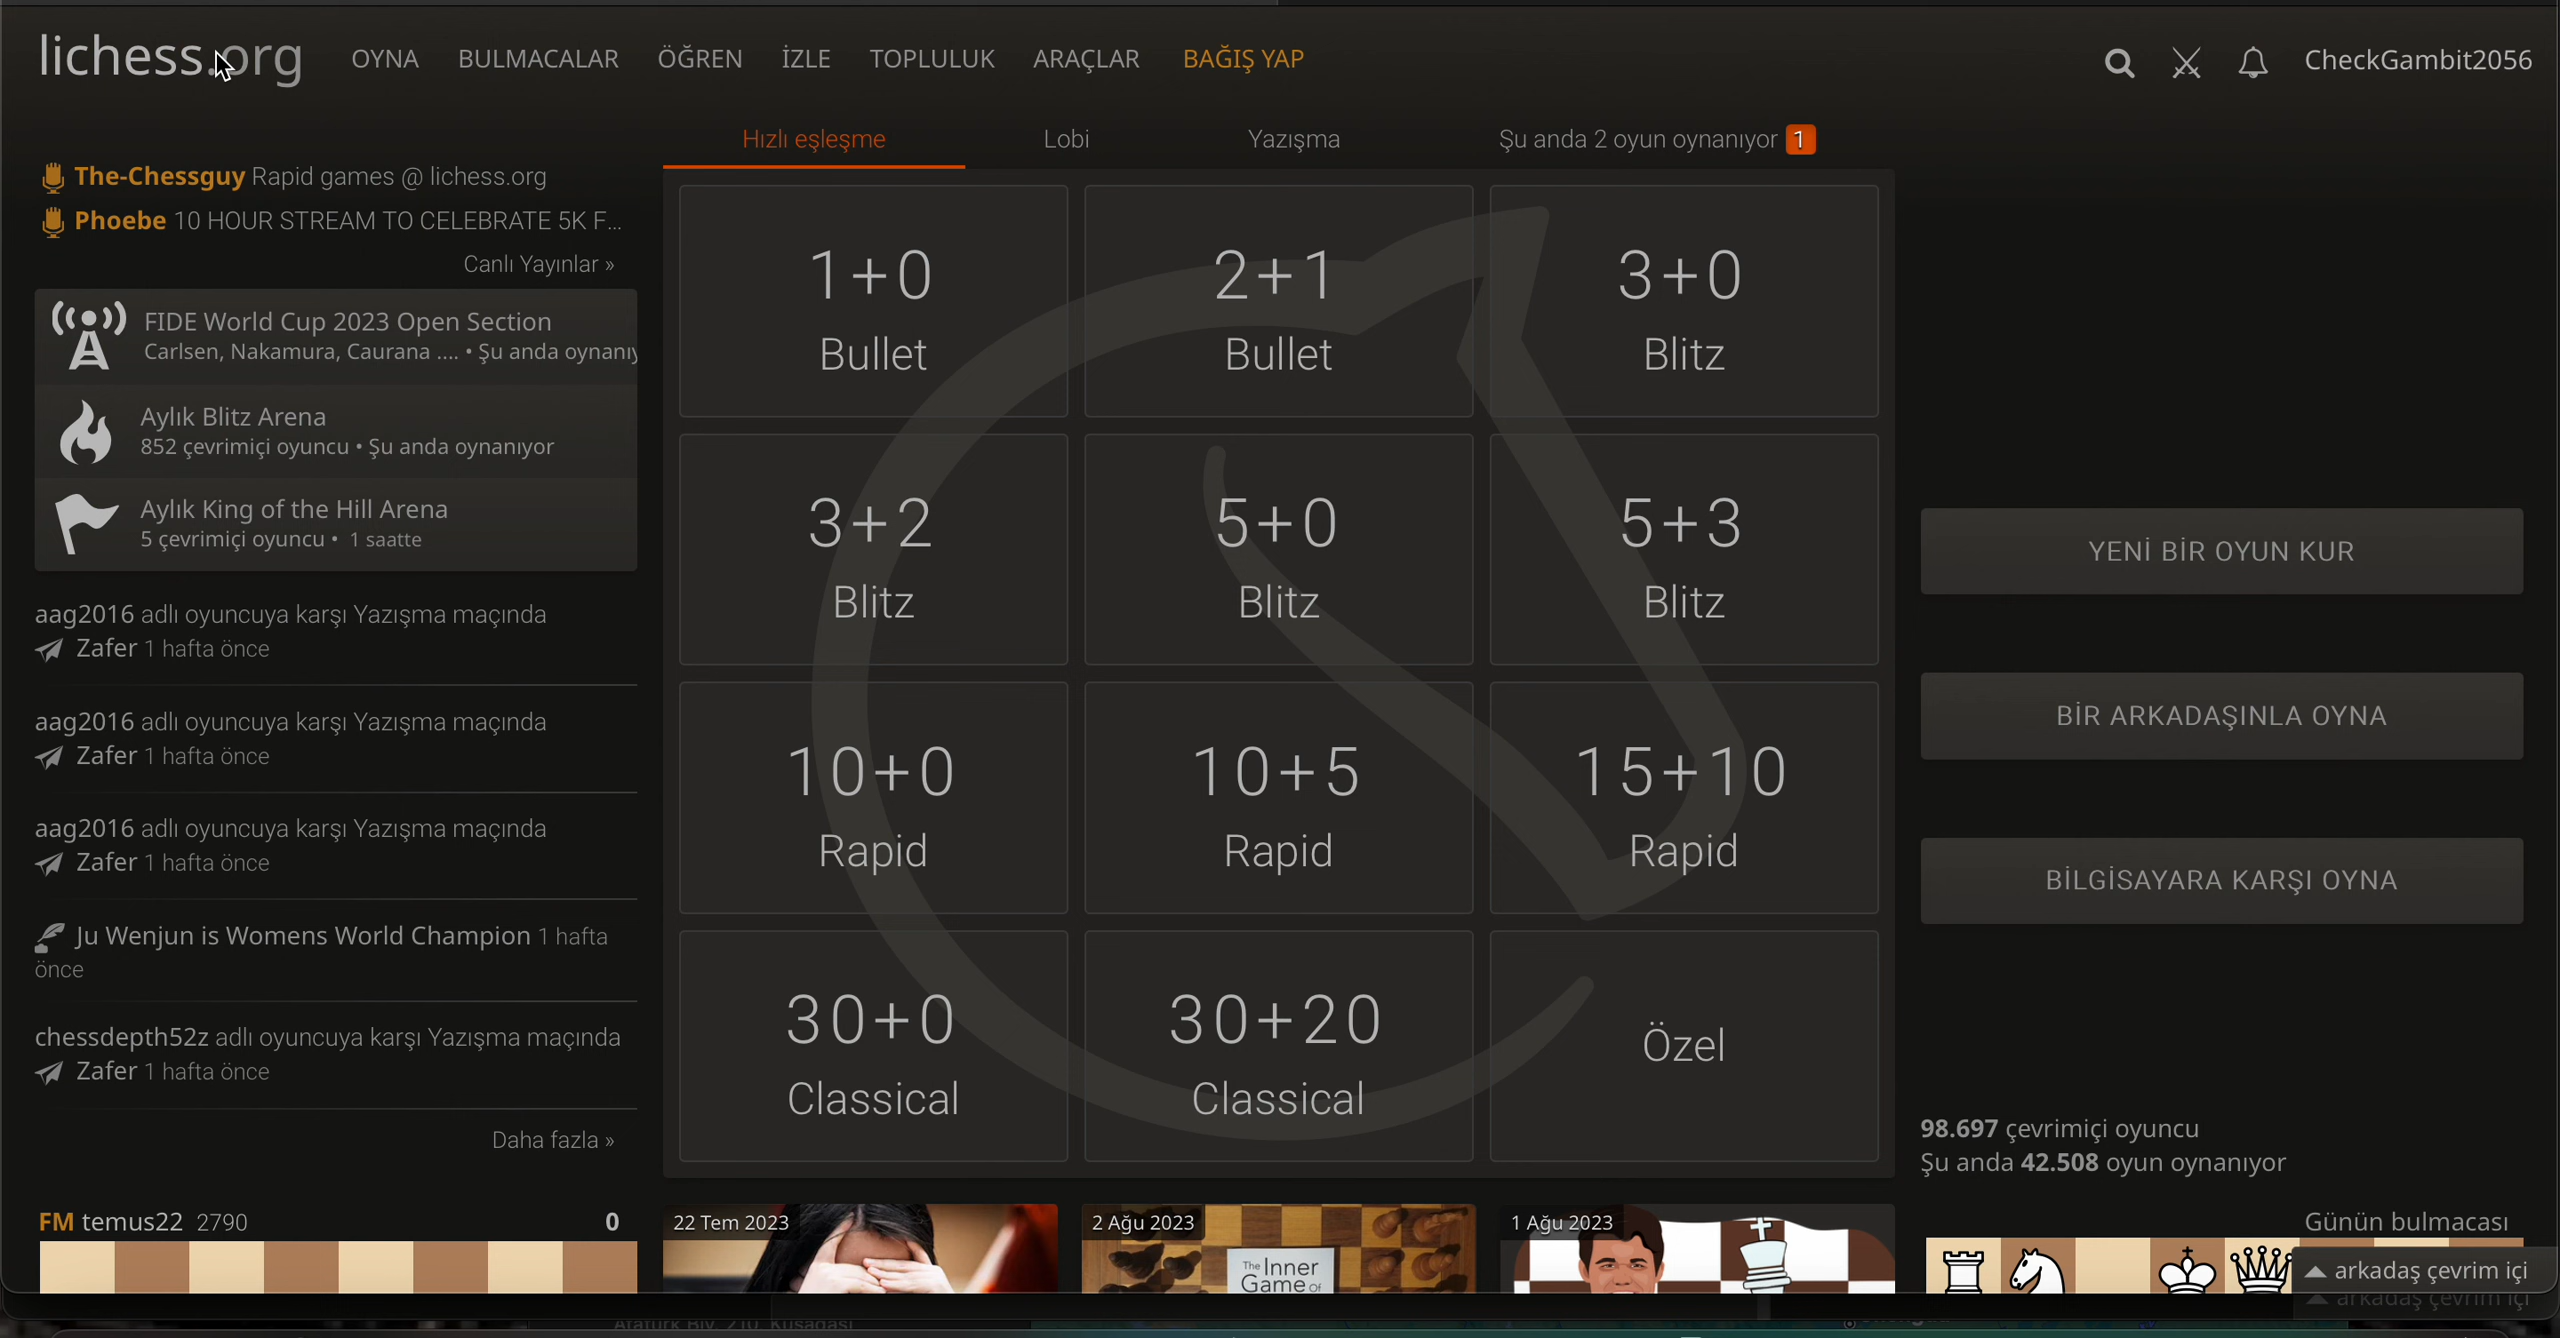 lichess.org OYNA BULMACALAR ÖĞREN İZLE TOPLULUK ARAÇLAR BAĞIŞ YAP CheckGambit2056
Hızlı eşleşme Lobi Yazışma Şu anda 2 oyun oynanıyor 1
The-Chessguy Rapid games @ lichess.org
Phoebe 10 HOUR STREAM TO CELEBRATE 5K F...
Canlı Yayınlar »
FIDE World Cup 2023 Open Section
Carlsen, Nakamura, Caurana .... • Şu anda oynanıy
Aylık Blitz Arena
852 çevrimiçi oyuncu • Şu anda oynanıyor
Aylık King of the Hill Arena
5 çevrimiçi oyuncu • 1 saatte
aag2016 adlı oyuncuya karşı Yazışma maçında
Zafer 1 hafta önce
aag2016 adlı oyuncuya karşı Yazışma maçında
Zafer 1 hafta önce
aag2016 adlı oyuncuya karşı Yazışma maçında
Zafer 1 hafta önce
Ju Wenjun is Womens World Champion 1 hafta
önce
chessdepth52z adlı oyuncuya karşı Yazışma maçında
Zafer 1 hafta önce
Daha fazla »
1+0
Bullet
2+1
Bullet
3+0
Blitz
3+2
Blitz
5+0
Blitz
5+3
Blitz
10+0
Rapid
10+5
Rapid
15+10
Rapid
30+0
Classical
30+20
Classical
Özel
YENİ BİR OYUN KUR
BİR ARKADAŞINLA OYNA
BİLGİSAYARA KARŞI OYNA
98.697 çevrimiçi oyuncu
Şu anda 42.508 oyun oynanıyor
FM temus22 2790 0
22 Tem 2023
2 Ağu 2023
The Inner
Game of
1 Ağu 2023
Günün bulmacası
arkadaş çevrim içi
arkadaş çevrim içi